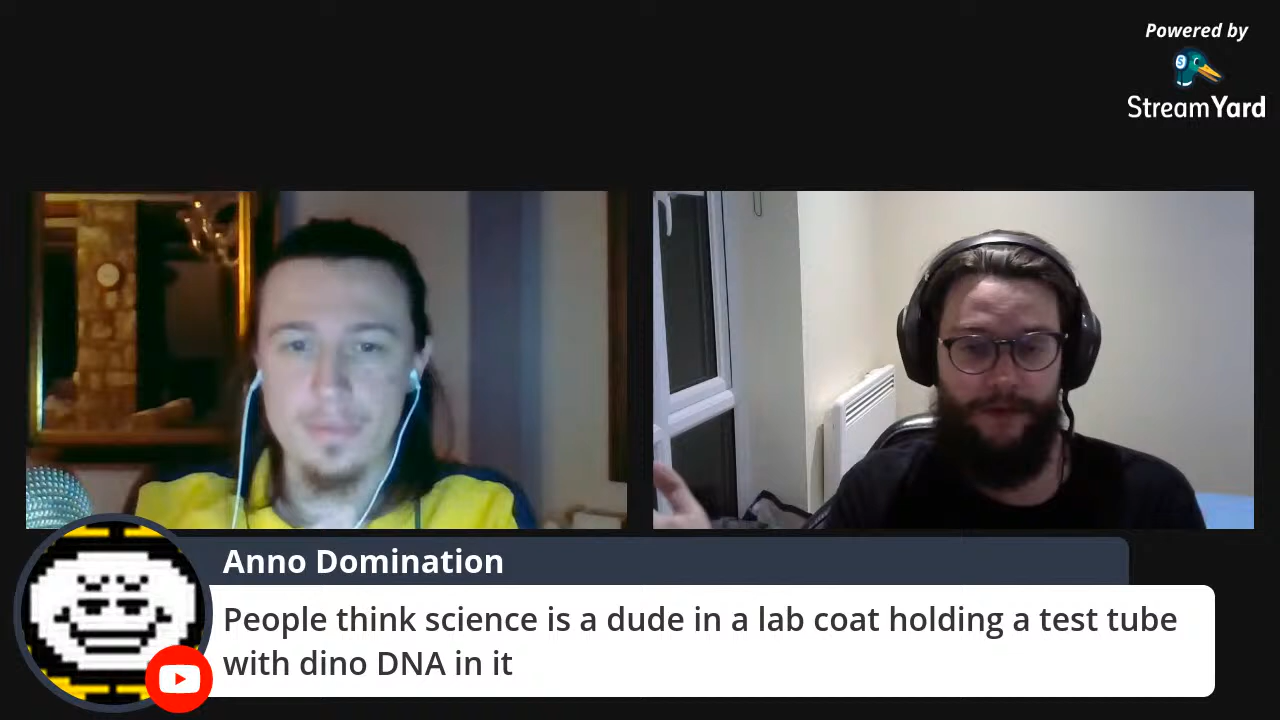 Powered by
StreamYard
Anno Domination
People think science is a dude in a lab coat holding a test tube
with dino DNA in it